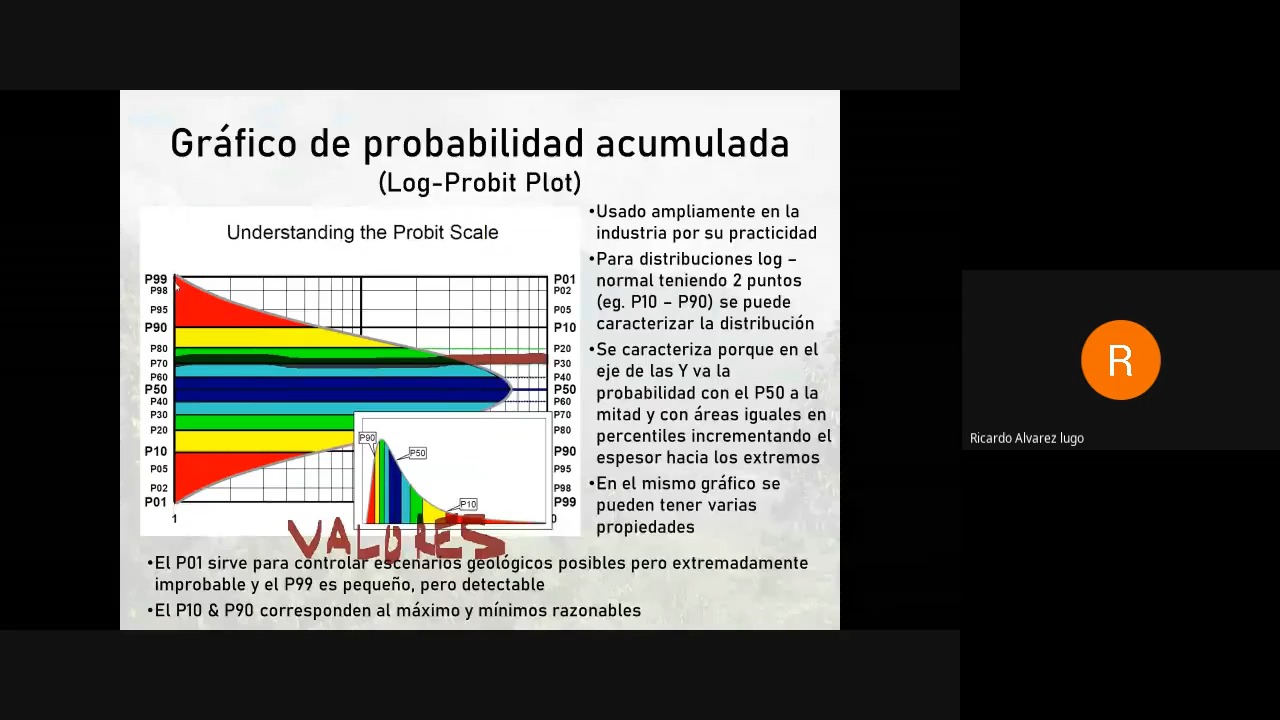 Gráfico de probabilidad acumulada
(Log-Probit Plot)
Understanding the Probit Scale
P99
P98
P95
P90
P80
P70
P60
P50
P40
P30
P20
P10
P05
P02
P01
P01
P02
P05
P10
P20
P30
P40
P50
P60
P70
P80
P90
P95
P98
P99
1
0
P90
P50
P10
VALORES
•Usado ampliamente en la
industria por su practicidad
•Para distribuciones log –
normal teniendo 2 puntos
(eg. P10 – P90) se puede
caracterizar la distribución
•Se caracteriza porque en el
eje de las Y va la
probabilidad con el P50 a la
mitad y con áreas iguales en
percentiles incrementando el
espesor hacia los extremos
•En el mismo gráfico se
pueden tener varias
propiedades
•El P01 sirve para controlar escenarios geológicos posibles pero extremadamente
improbable y el P99 es pequeño, pero detectable
•El P10 & P90 corresponden al máximo y mínimos razonables
R
Ricardo Alvarez lugo